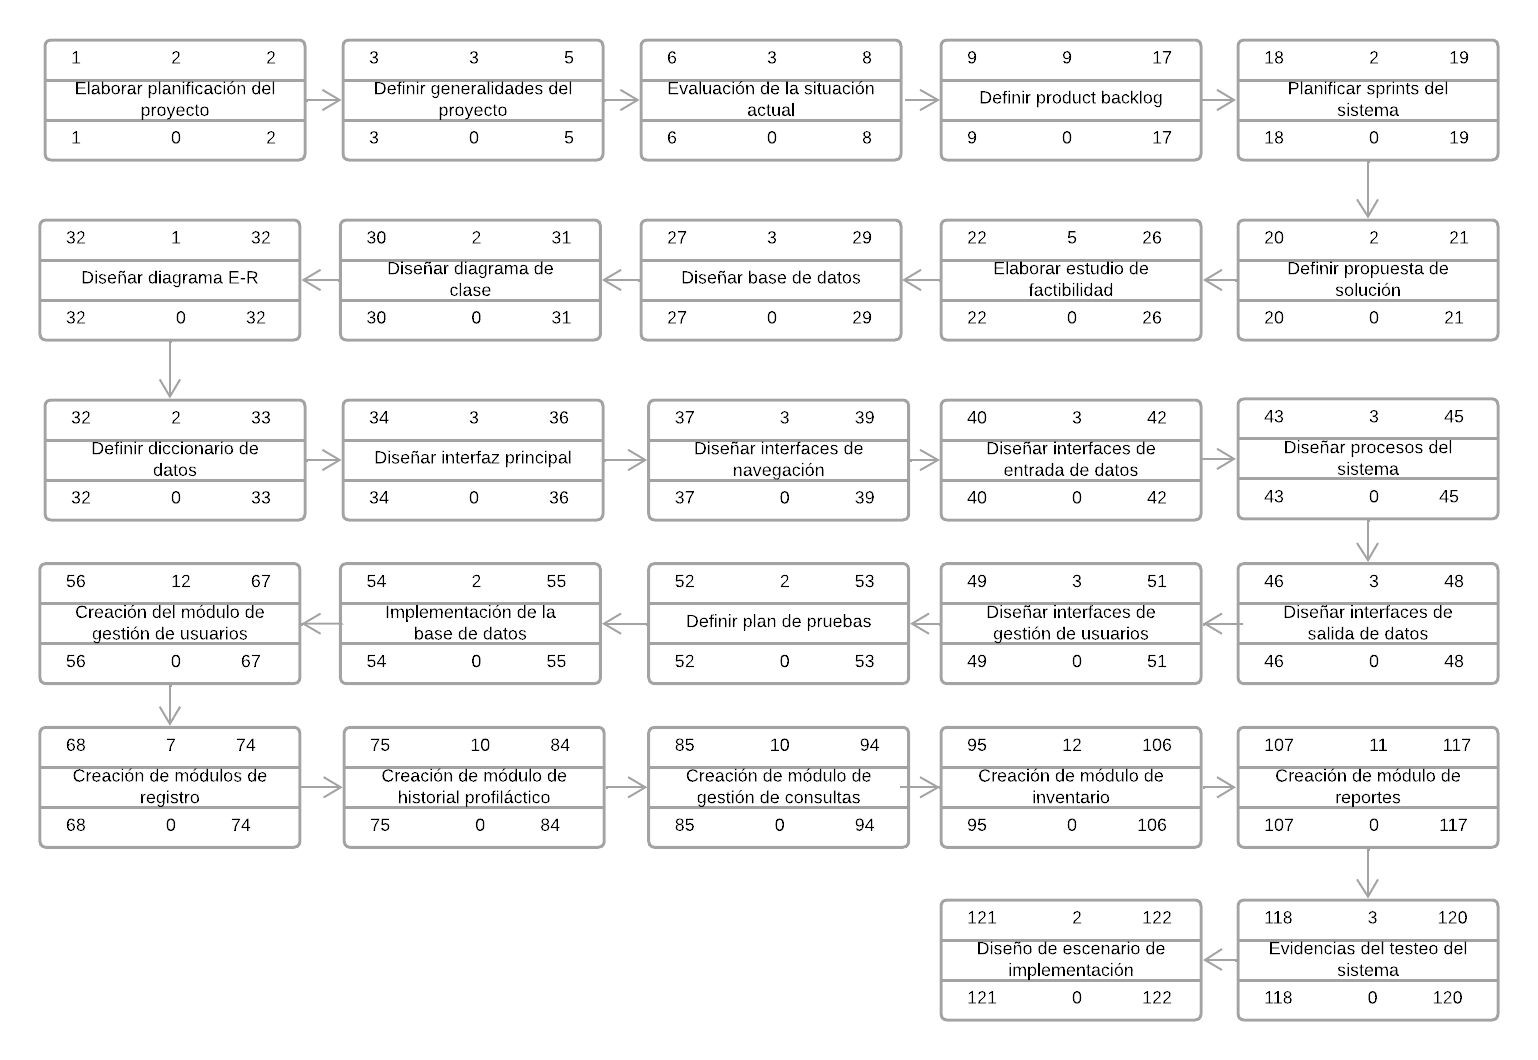 1 2 2
Elaborar planificación del
proyecto
1 0 2
3 3 5
Definir generalidades del
proyecto
3 0 5
6 3 8
Evaluación de la situación
actual
6 0 8
9 9 17
Definir product backlog
9 0 17
18 2 19
Planificar sprints del
sistema
18 0 19
32 1 32
Diseñar diagrama E-R
32 0 32
30 2 31
Diseñar diagrama de
clase
30 0 31
27 3 29
Diseñar base de datos
27 0 29
22 5 26
Elaborar estudio de
factibilidad
22 0 26
20 2 21
Definir propuesta de
solución
20 0 21
32 2 33
Definir diccionario de
datos
32 0 33
34 3 36
Diseñar interfaz principal
34 0 36
37 3 39
Diseñar interfaces de
navegación
37 0 39
40 3 42
Diseñar interfaces de
entrada de datos
40 0 42
43 3 45
Diseñar procesos del
sistema
43 0 45
56 12 67
Creación del módulo de
gestión de usuarios
56 0 67
54 2 55
Implementación de la
base de datos
54 0 55
52 2 53
Definir plan de pruebas
52 0 53
49 3 51
Diseñar interfaces de
gestión de usuarios
49 0 51
46 3 48
Diseñar interfaces de
salida de datos
46 0 48
68 7 74
Creación de módulos de
registro
68 0 74
75 10 84
Creación de módulo de
historial profiláctico
75 0 84
85 10 94
Creación de módulo de
gestión de consultas
85 0 94
95 12 106
Creación de módulo de
inventario
95 0 106
107 11 117
Creación de módulo de
reportes
107 0 117
121 2 122
Diseño de escenario de
implementación
121 0 122
118 3 120
Evidencias del testeo del
sistema
118 0 120